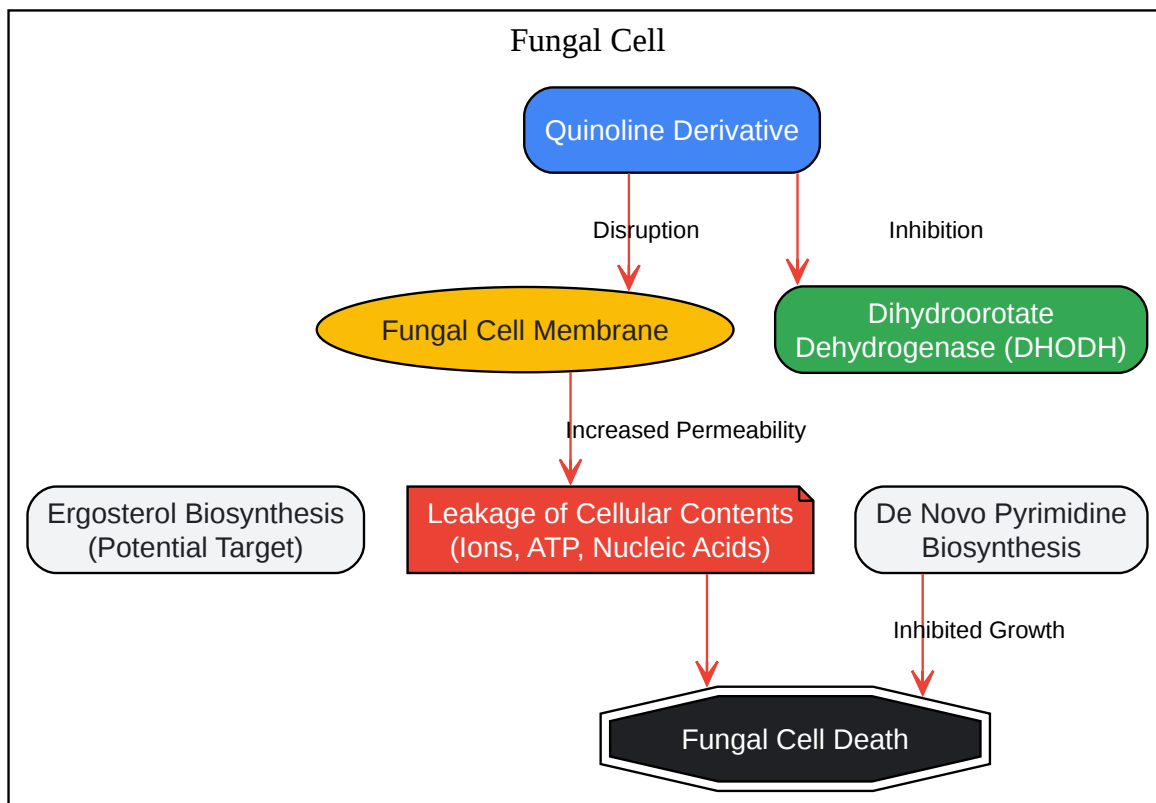 Fungal Cell
Quinoline Derivative
Disruption
Inhibition
Fungal Cell Membrane
Dihydroorotate
Dehydrogenase (DHODH)
Increased Permeability
Ergosterol Biosynthesis
(Potential Target)
Leakage of Cellular Contents
(Ions, ATP, Nucleic Acids)
De Novo Pyrimidine
Biosynthesis
Inhibited Growth
Fungal Cell Death